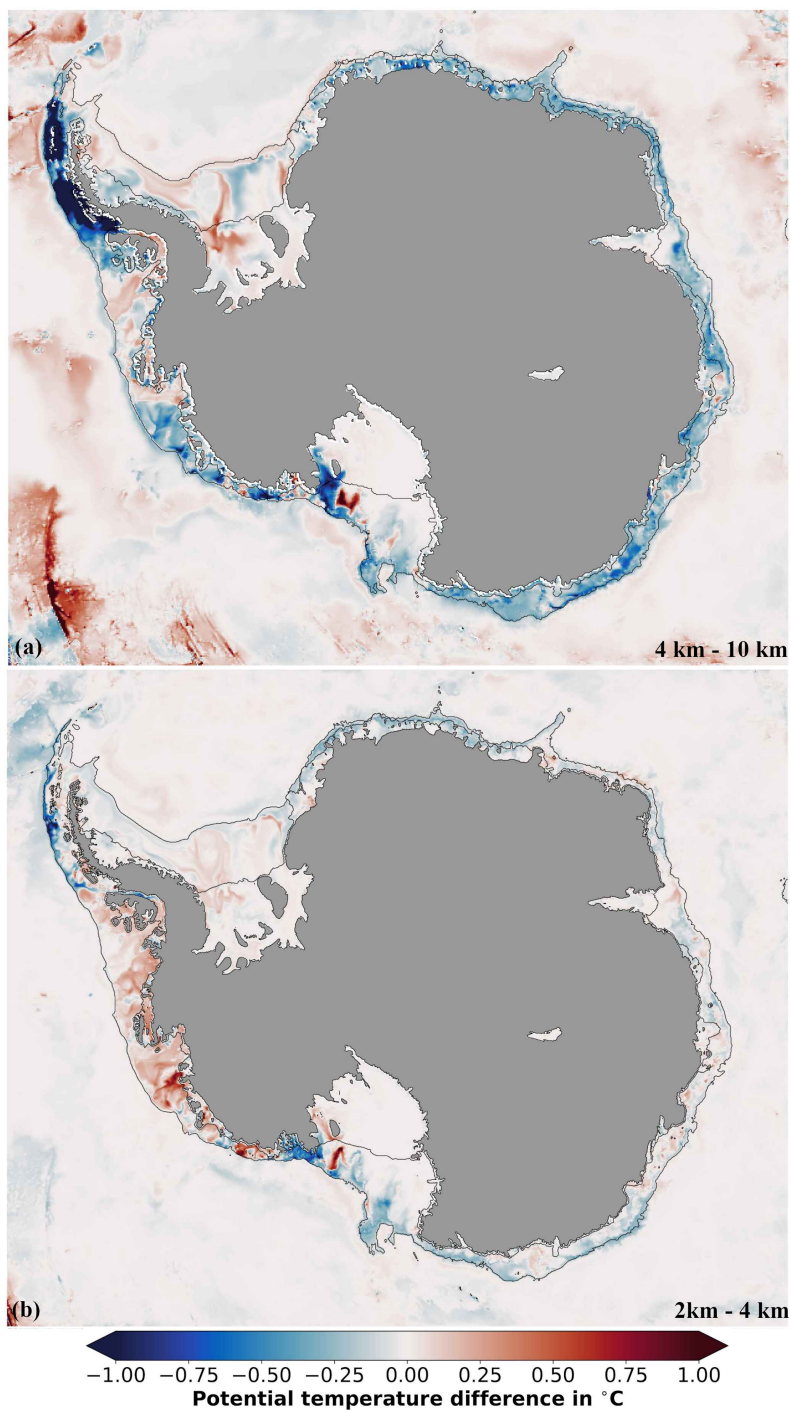 (a)
4 km - 10 km
(b)
2km - 4 km
−1.00 −0.75 −0.50 −0.25 0.00 0.25 0.50 0.75 1.00
Potential temperature difference in °C